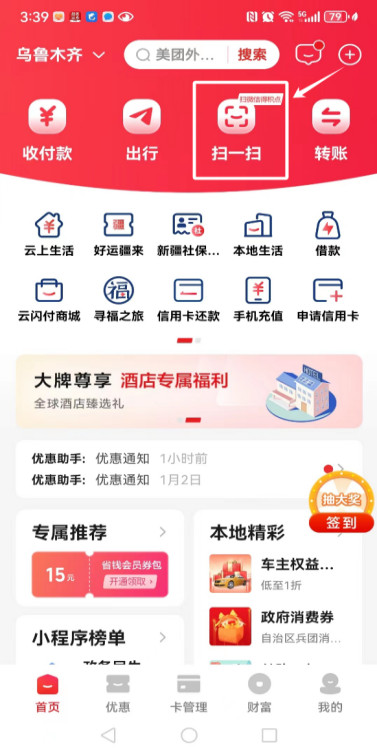 3:39
5G
79
乌鲁木齐
美团外... 搜索
扫微信得积点
收付款 出行 扫一扫 转账
社
云上生活 好运疆来 新疆社保... 本地生活 借款
福
云闪付商城 寻福之旅 信用卡还款 手机充值 申请信用卡
大牌尊享 酒店专属福利
全球酒店臻选礼
HOTEL
优惠助手: 优惠通知 1小时前
优惠助手: 优惠通知 1月2日
抽大奖
签到
专属推荐
15元
省钱会员券包
开通领取
小程序榜单
本地精彩
车主权益...
低至1折
政府消费券
自治区兵团消...
首页 优惠 卡管理 财富 我的